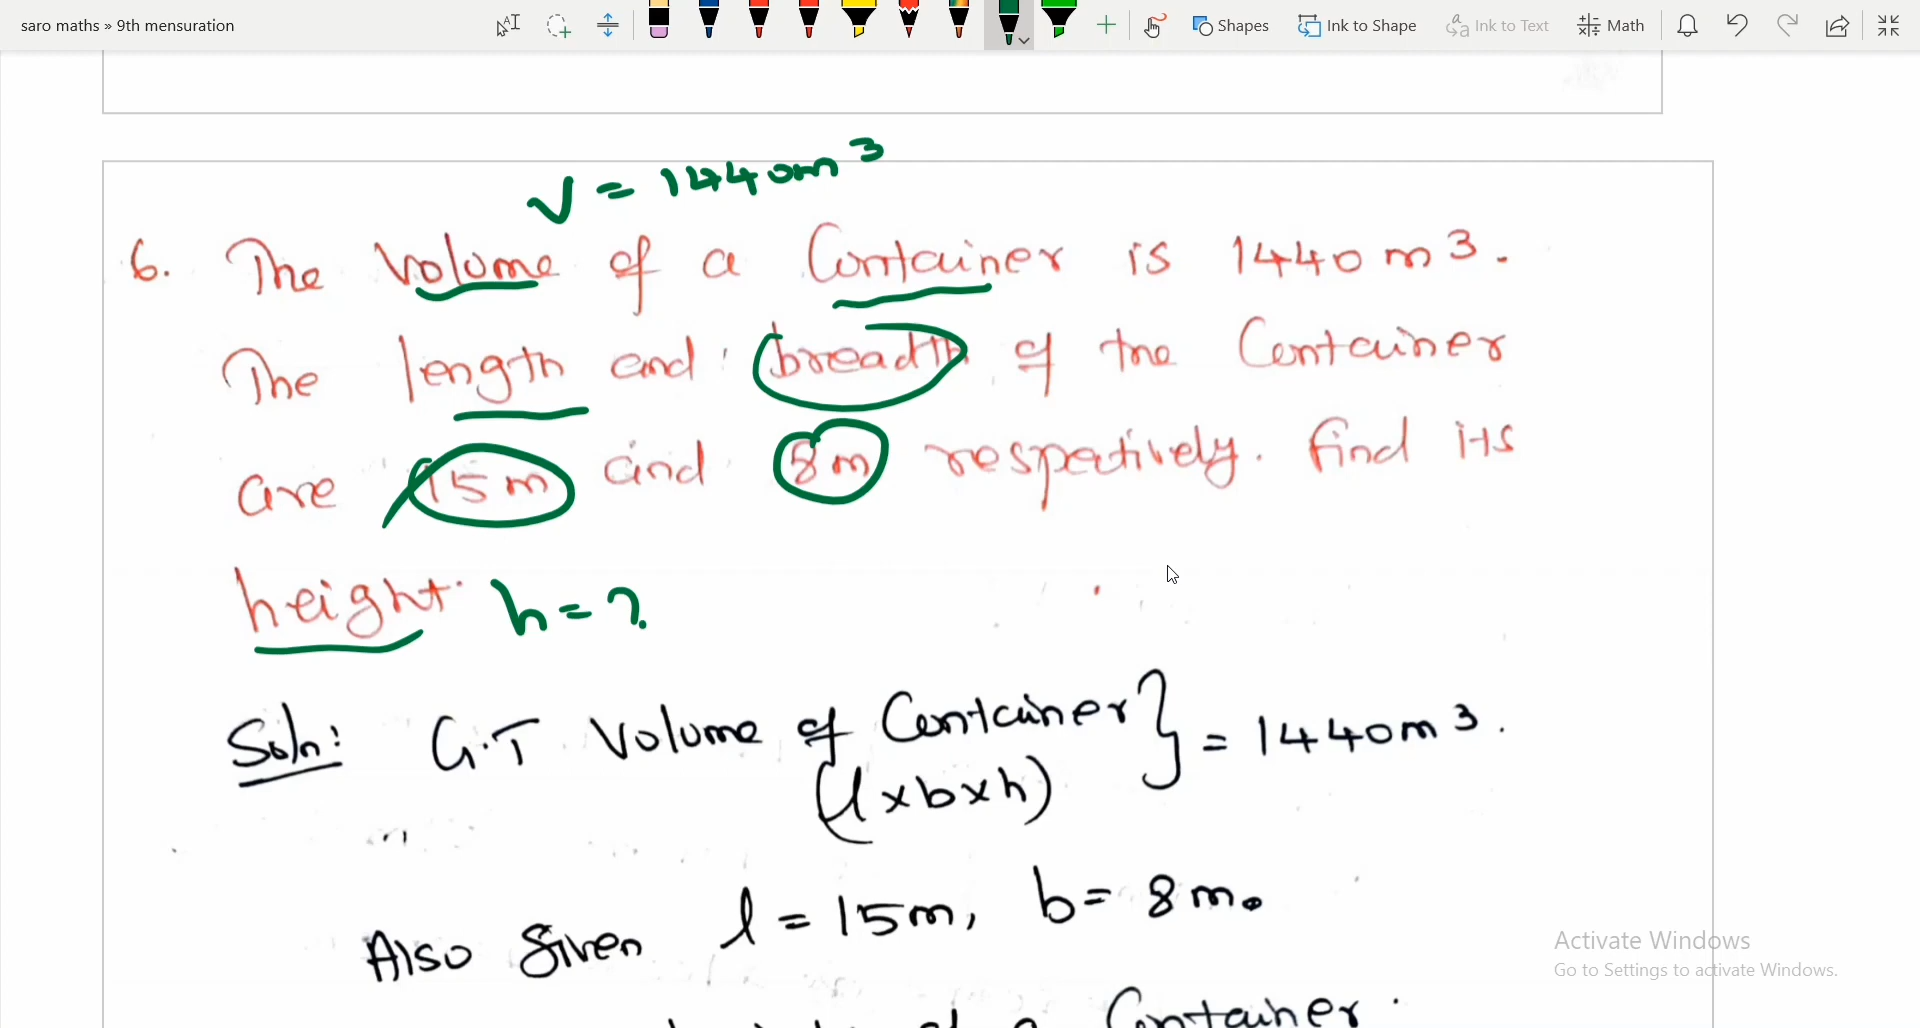 saro maths » 9th mensuration
Shapes
Ink to Shape
Ink to Text
Math
V = 1440m³
6. The Volume of a Container is 1440 m³.
The length and breadth of the Container
are 15m and 8m respectively. find its
height. h = ?
Soln: G.T Volume of Container } = 1440m³.
(l×b×h)
Also Given l = 15m, b = 8m.
a Container.
Activate Windows
Go to Settings to activate Windows.